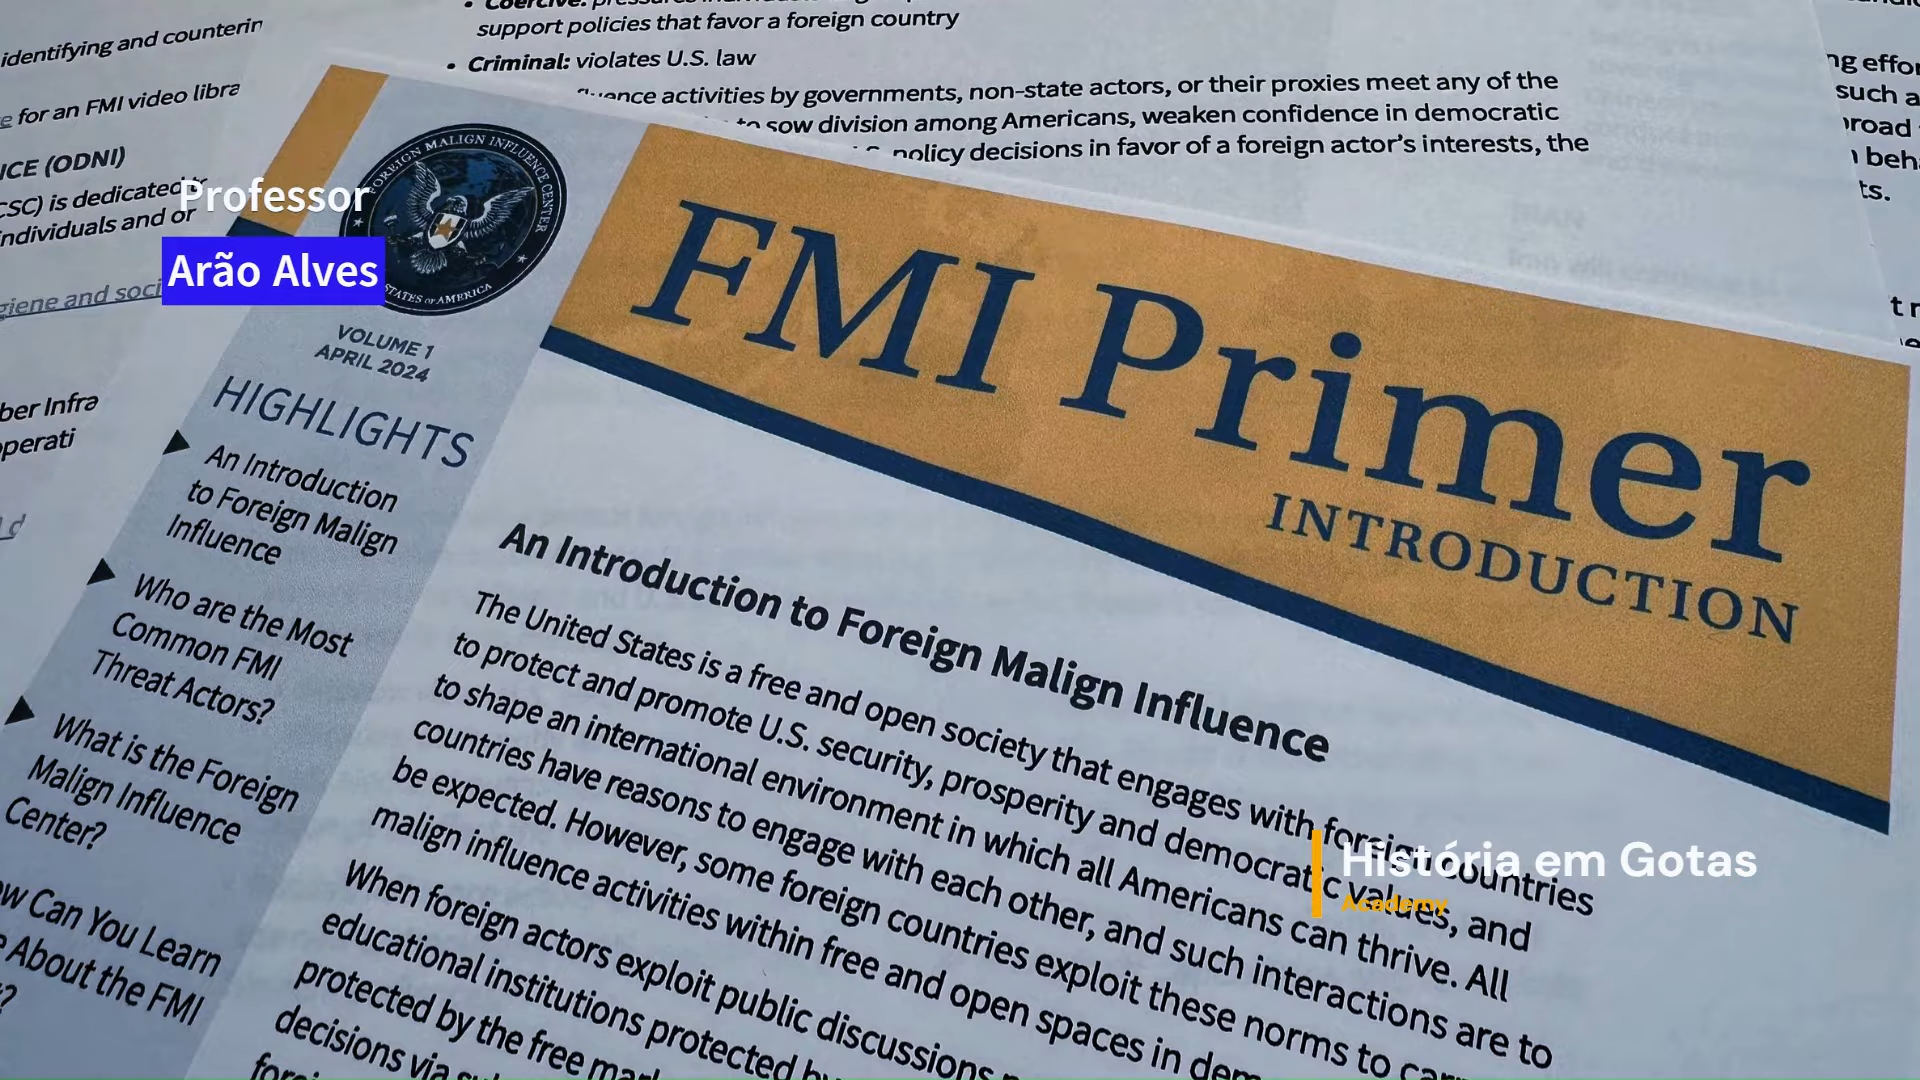 Coercive:
support policies that favor a foreign country
• Criminal: violates U.S. law
activities by governments, non-state actors, or their proxies meet any of the
to sow division among Americans, weaken confidence in democratic
policy decisions in favor of a foreign actor's interests, the
identifying and
for an FMI video
(ODNI)
is dedicated
individuals and or
giene and
Infra
such a
ts.
Professor
Arão Alves
FOREIGN MALIGN INFLUENCE CENTER
STATES OF AMERICA
VOLUME 1
APRIL 2024
HIGHLIGHTS
An Introduction
to Foreign Malign
Influence
Who are the Most
Common FMI
Threat Actors?
What is the Foreign
Malign Influence
Center?
Can You Learn
About the FMI
FMI Primer
INTRODUCTION
An Introduction to Foreign Malign Influence
The United States is a free and open society that engages with foreign countries
to protect and promote U.S. security, prosperity and democratic values, and
to shape an international environment in which all Americans can thrive. All
countries have reasons to engage with each other, and such interactions are to
be expected. However, some foreign countries exploit these norms to
malign influence activities within free and open spaces in
When foreign actors exploit public discussions
educational institutions protected by
protected by the free
decisions via
História em Gotas
Academy